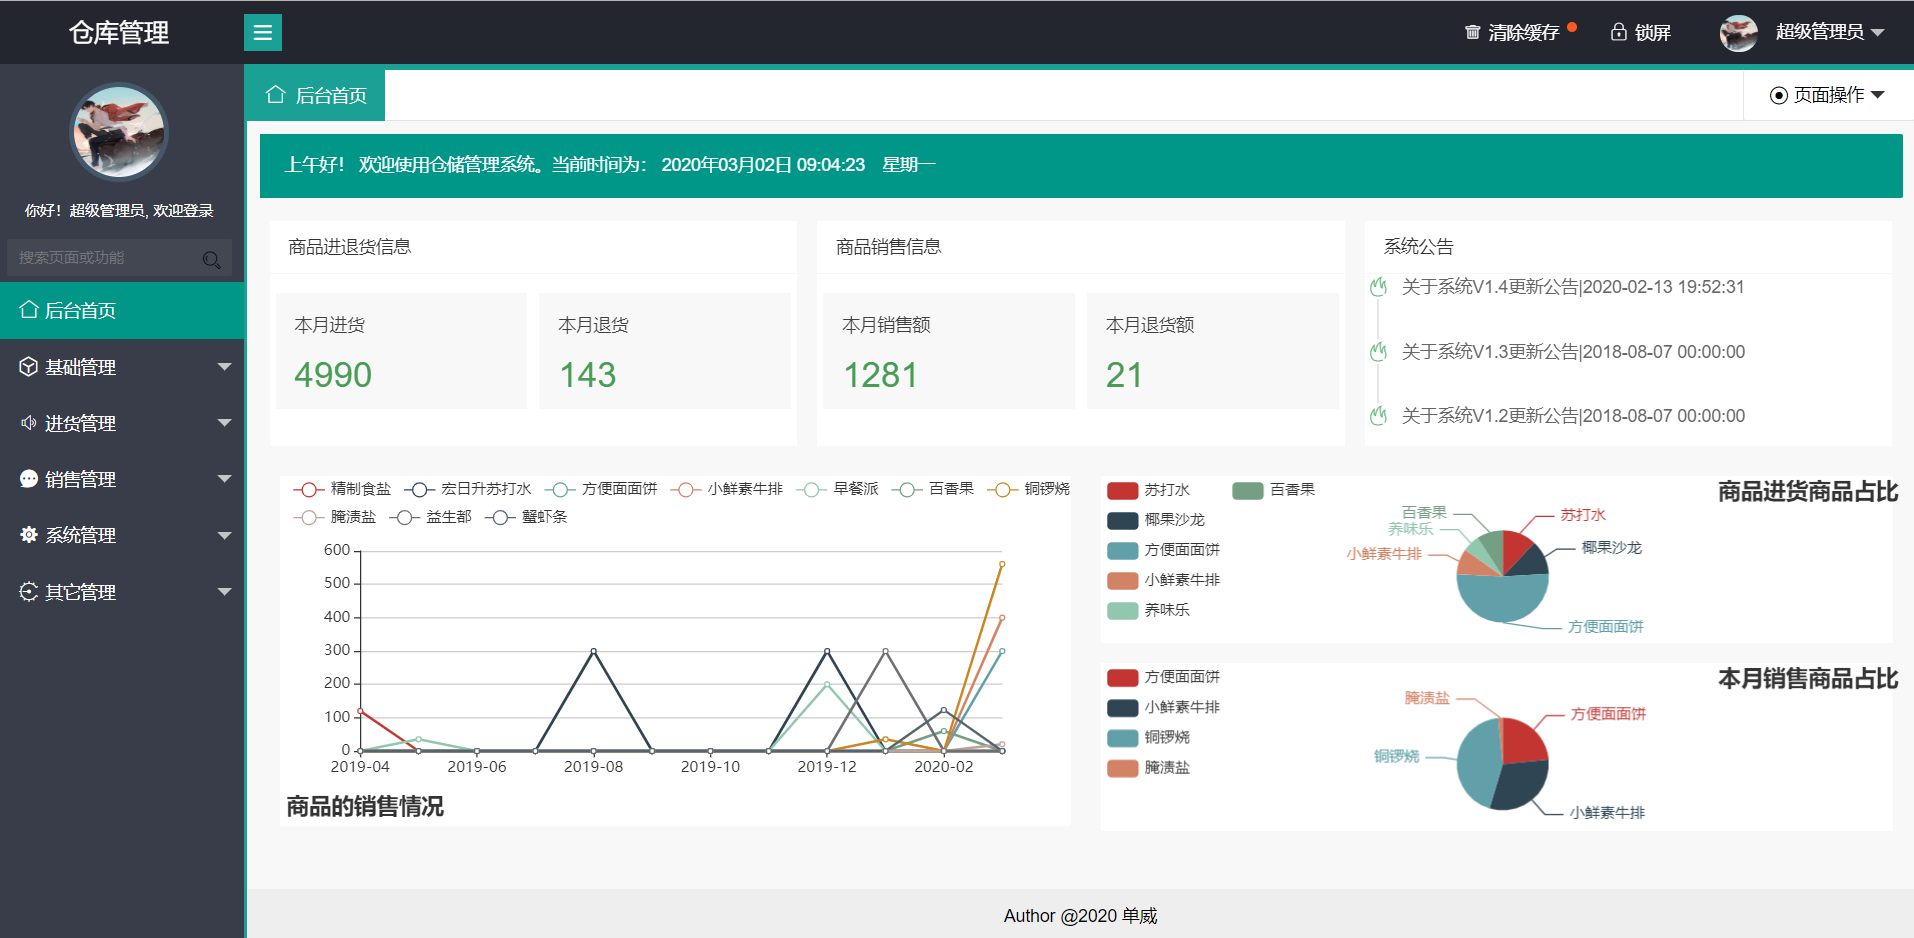 仓库管理
清除缓存
锁屏
超级管理员
后台首页
页面操作
你好！超级管理员, 欢迎登录
搜索页面或功能
后台首页
基础管理
进货管理
销售管理
系统管理
其它管理
上午好！ 欢迎使用仓储管理系统。当前时间为： 2020年03月02日 09:04:23 星期一
商品进退货信息
本月进货
4990
本月退货
143
商品销售信息
本月销售额
1281
本月退货额
21
系统公告
关于系统V1.4更新公告|2020-02-13 19:52:31
关于系统V1.3更新公告|2018-08-07 00:00:00
关于系统V1.2更新公告|2018-08-07 00:00:00
精制食盐 宏日升苏打水 方便面面饼 小鲜素牛排 早餐派 百香果 铜锣烧
腌渍盐 益生都 蟹虾条
600
500
400
300
200
100
0
2019-04 2019-06 2019-08 2019-10 2019-12 2020-02
商品的销售情况
商品进货商品占比
苏打水 百香果
椰果沙龙
方便面面饼
小鲜素牛排
养味乐
百香果
养味乐
小鲜素牛排
苏打水
椰果沙龙
方便面面饼
本月销售商品占比
方便面面饼
小鲜素牛排
铜锣烧
腌渍盐
腌渍盐
铜锣烧
方便面面饼
小鲜素牛排
Author @2020 单威